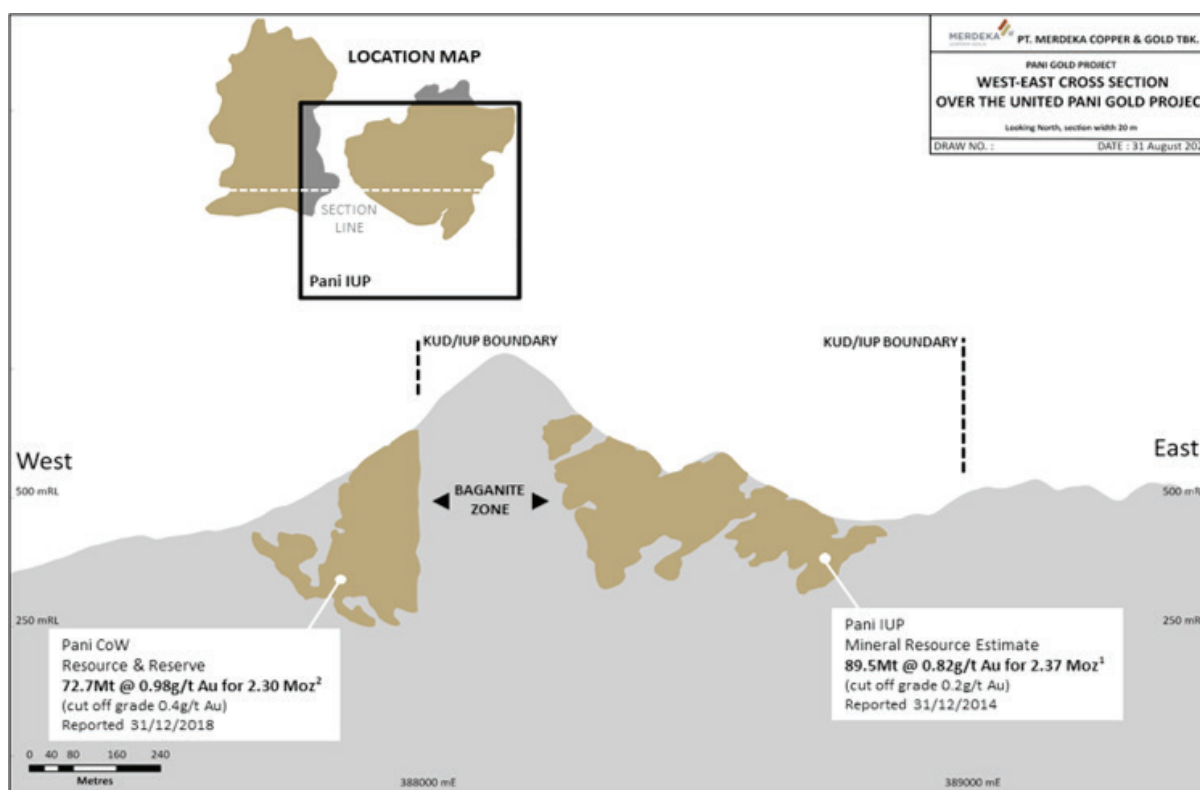 LOCATION MAP
SECTION
LINE
Pani IUP
MERDEKA
COPPER GOLD
PT. MERDEKA COPPER & GOLD TBK.
PANI GOLD PROJECT
WEST-EAST CROSS SECTION
OVER THE UNITED PANI GOLD PROJEC
Looking North, section width 20 m
DRAW NO. :
DATE : 31 August 202
KUD/IUP BOUNDARY
KUD/IUP BOUNDARY
West
East
500 mRL
500 mRL
BAGANITE
ZONE
250 mRL
250 mRL
Pani CoW
Resource & Reserve
72.7Mt @ 0.98g/t Au for 2.30 Moz²
(cut off grade 0.4g/t Au)
Reported 31/12/2018
Pani IUP
Mineral Resource Estimate
89.5Mt @ 0.82g/t Au for 2.37 Moz¹
(cut off grade 0.2g/t Au)
Reported 31/12/2014
0 40 80 160 240
Metres
388000 mE
389000 mE